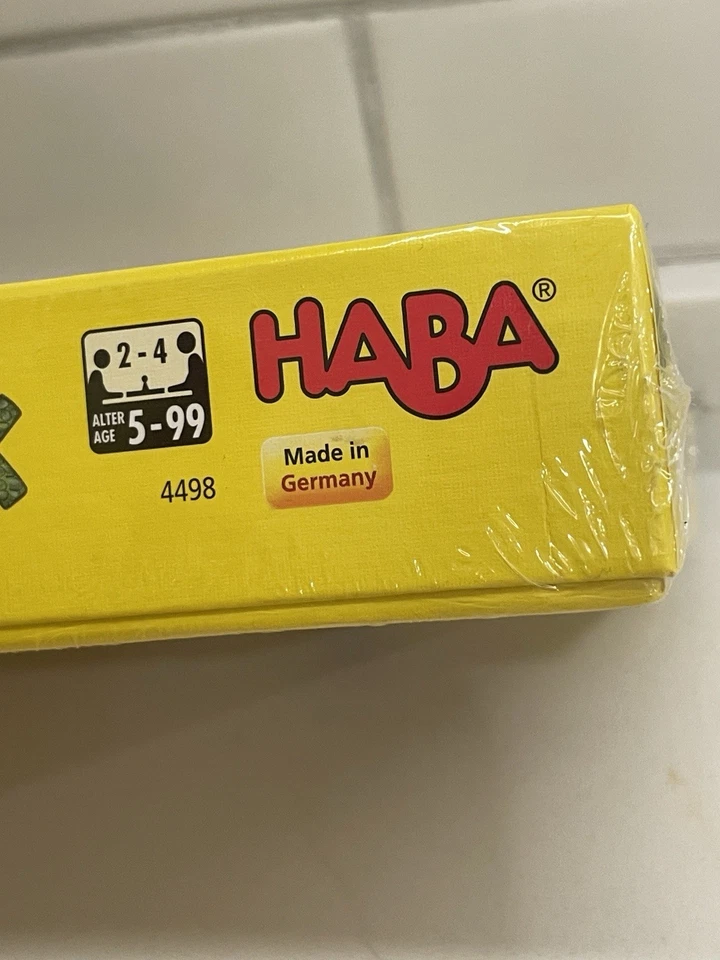 2-4
ALTER
AGE 5-99
4498
HABA®
Made in
Germany